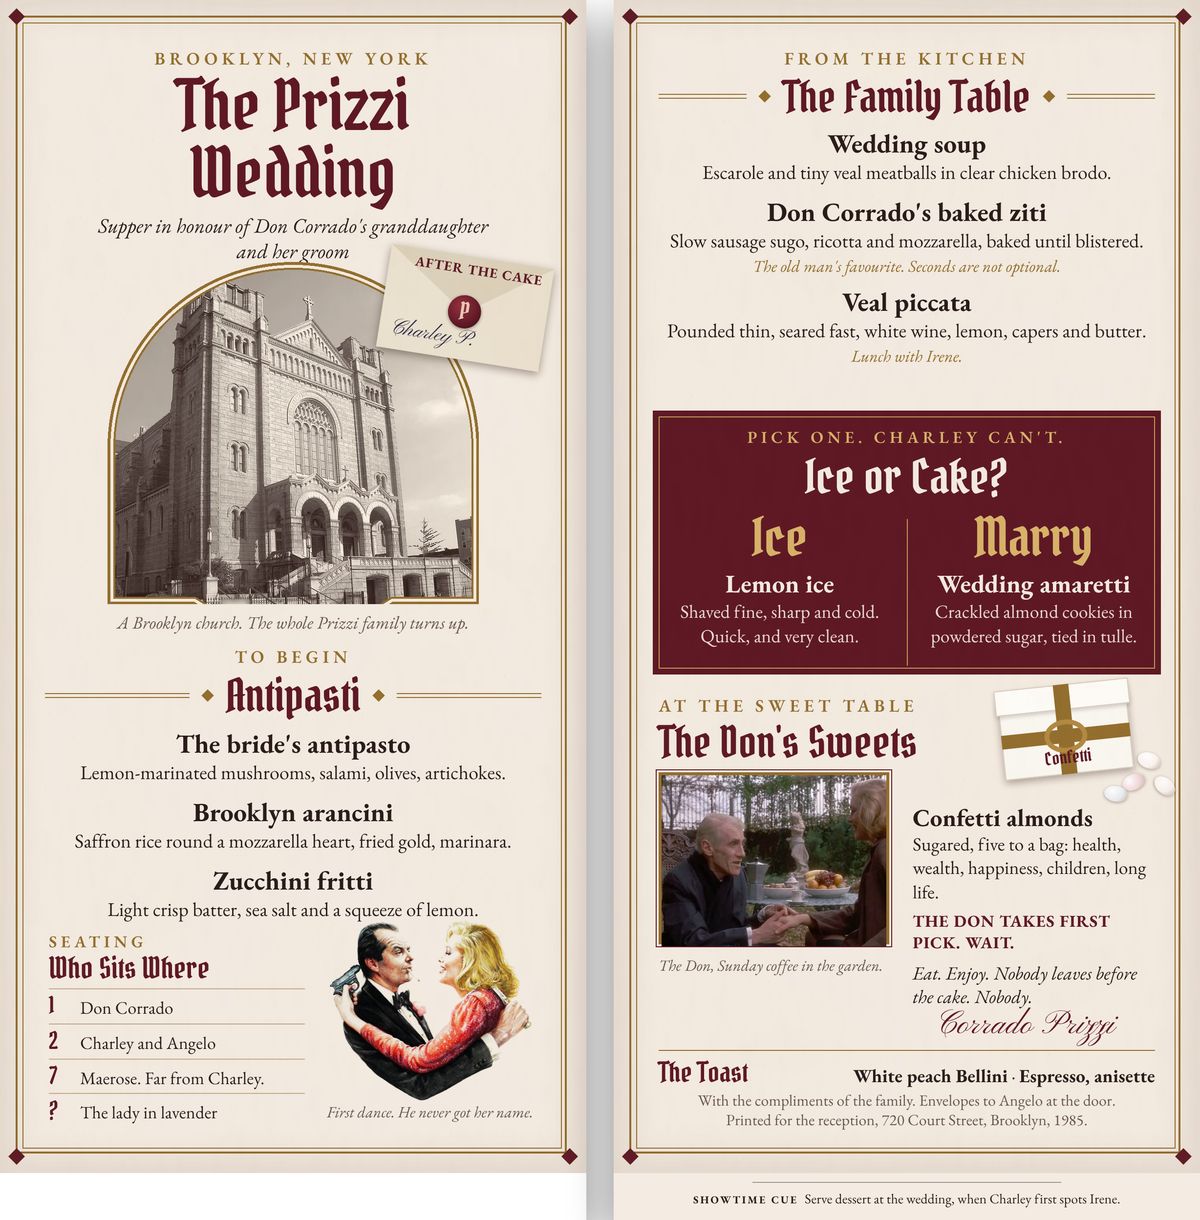 BROOKLYN, NEW YORK
The Prizzi
Wedding
Supper in honour of Don Corrado's granddaughter
and her groom
AFTER THE CAKE
P
Charley P.
A Brooklyn church. The whole Prizzi family turns up.
TO BEGIN
Antipasti
The bride's antipasto
Lemon-marinated mushrooms, salami, olives, artichokes.
Brooklyn arancini
Saffron rice round a mozzarella heart, fried gold, marinara.
Zucchini fritti
Light crisp batter, sea salt and a squeeze of lemon.
SEATING
Who Sits Where
1 Don Corrado
2 Charley and Angelo
7 Maerose. Far from Charley.
? The lady in lavender
First dance. He never got her name.
FROM THE KITCHEN
The Family Table
Wedding soup
Escarole and tiny veal meatballs in clear chicken brodo.
Don Corrado's baked ziti
Slow sausage sugo, ricotta and mozzarella, baked until blistered.
The old man's favourite. Seconds are not optional.
Veal piccata
Pounded thin, seared fast, white wine, lemon, capers and butter.
Lunch with Irene.
PICK ONE. CHARLEY CAN'T.
Ice or Cake?
Ice
Lemon ice
Shaved fine, sharp and cold.
Quick, and very clean.
Marry
Wedding amaretti
Crackled almond cookies in
powdered sugar, tied in tulle.
AT THE SWEET TABLE
The Don's Sweets
Confetti
The Don, Sunday coffee in the garden.
Confetti almonds
Sugared, five to a bag: health,
wealth, happiness, children, long
life.
THE DON TAKES FIRST
PICK. WAIT.
Eat. Enjoy. Nobody leaves before
the cake. Nobody.
Corrado Prizzi
The Toast
White peach Bellini · Espresso, anisette
With the compliments of the family. Envelopes to Angelo at the door.
Printed for the reception, 720 Court Street, Brooklyn, 1985.
SHOWTIME CUE Serve dessert at the wedding, when Charley first spots Irene.